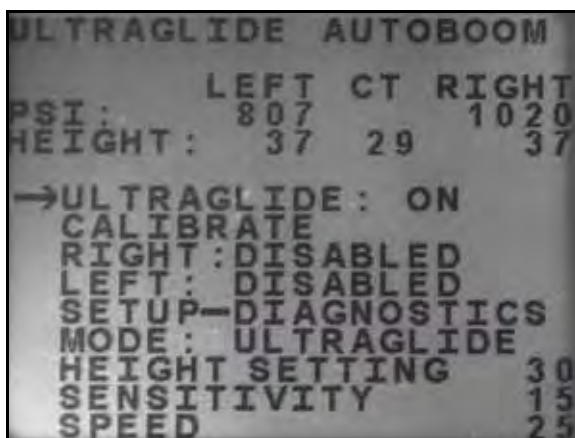 ULTRAGLIDE AUTOBOOM
LEFT CT RIGHT
PSI: 807 1020
HEIGHT: 37 29 37
→ULTRAGLIDE: ON
CALIBRATE
RIGHT:DISABLED
LEFT: DISABLED
SETUP-DIAGNOSTICS
MODE: ULTRAGLIDE
HEIGHT SETTING 30
SENSITIVITY 15
SPEED 25